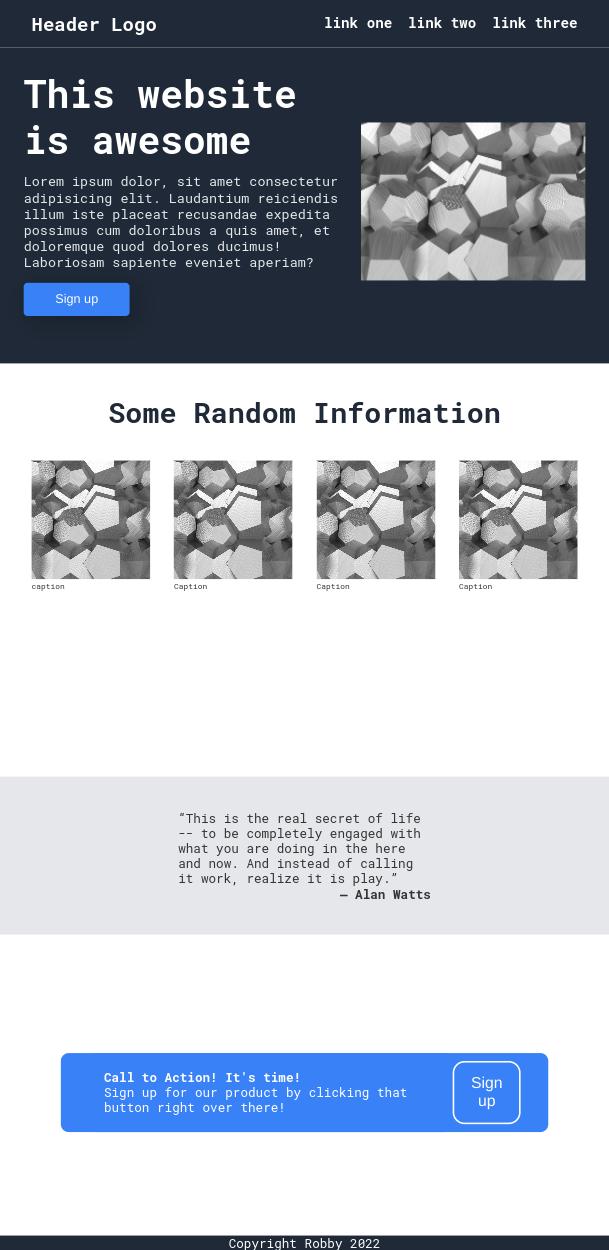 Header Logo
link one link two link three
This website
is awesome
Lorem ipsum dolor, sit amet consectetur
adipisicing elit. Laudantium reiciendis
illum iste placeat recusandae expedita
possimus cum doloribus a quis amet, et
doloremque quod dolores ducimus!
Laboriosam sapiente eveniet aperiam?
Sign up
Some Random Information
caption
Caption
Caption
Caption
“This is the real secret of life
-- to be completely engaged with
what you are doing in the here
and now. And instead of calling
it work, realize it is play.”
— Alan Watts
Call to Action! It's time!
Sign up for our product by clicking that
button right over there!
Sign
up
Copyright Robby 2022